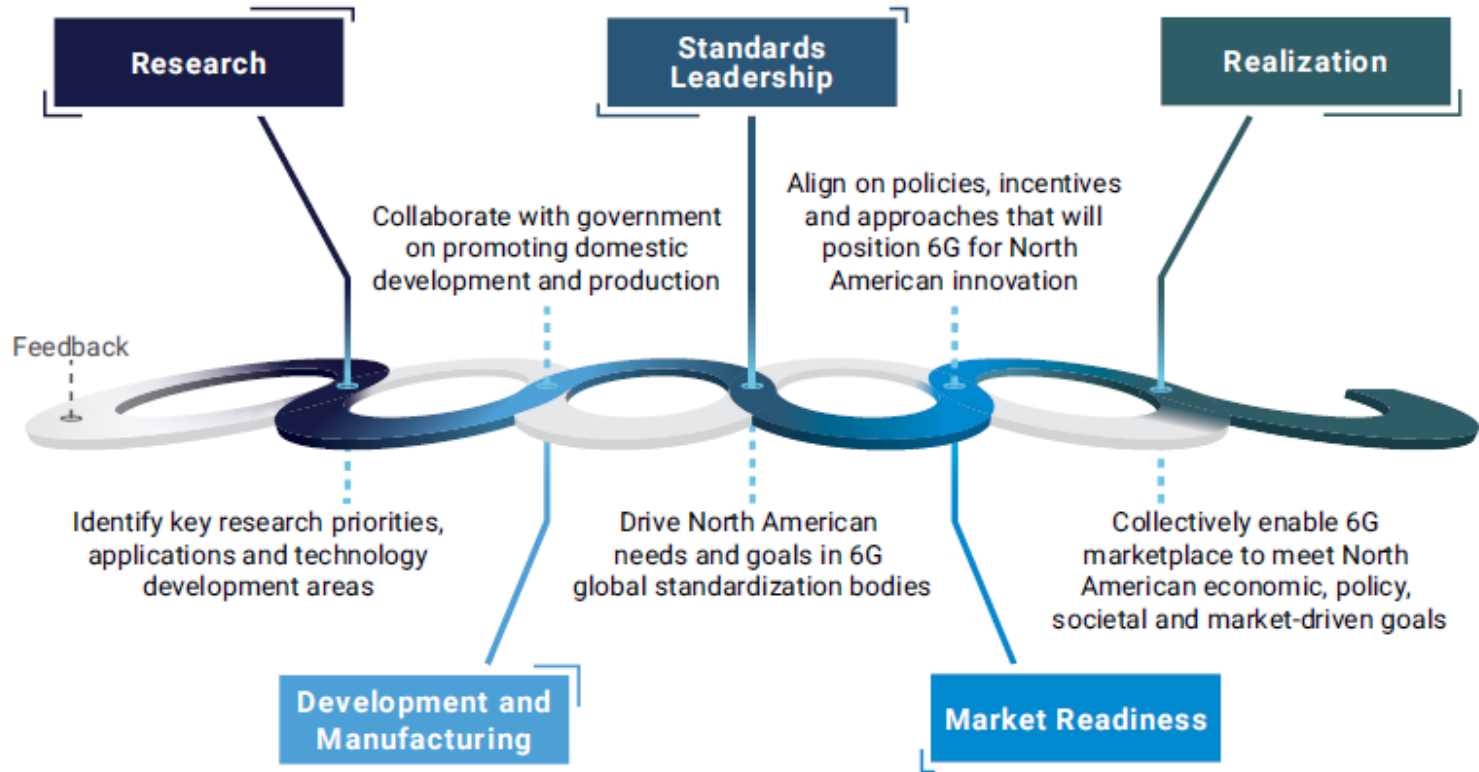 Research
Standards
Leadership
Realization
Collaborate with government
on promoting domestic
development and production
Align on policies, incentives
and approaches that will
position 6G for North
American innovation
Feedback
Identify key research priorities,
applications and technology
development areas
Drive North American
needs and goals in 6G
global standardization bodies
Collectively enable 6G
marketplace to meet North
American economic, policy,
societal and market-driven goals
Development and
Manufacturing
Market Readiness